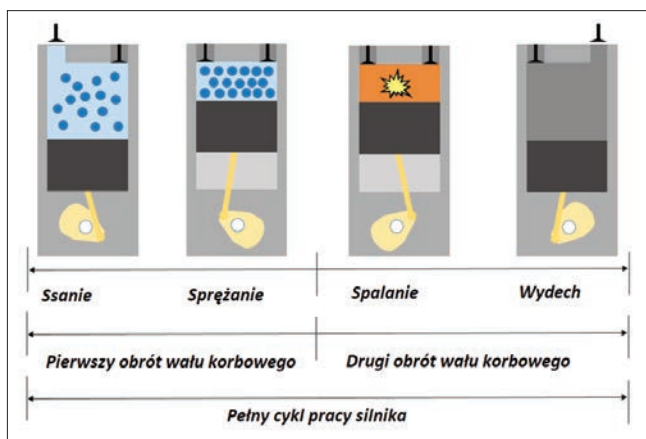 Ssanie Sprężanie Spalanie Wydech
Pierwszy obrót wału korbowego Drugi obrót wału korbowego
Pełny cykl pracy silnika